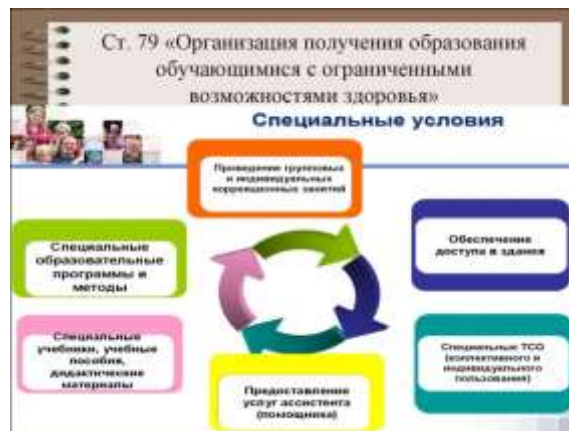 Ст. 79 «Организация получения образования
обучающимися с ограниченными
возможностями здоровья»
Специальные условия
Проведение групповых
и индивидуальных
коррекционных занятий
Специальные
образовательные
программы и
методы
Обеспечение
доступа в здания
Специальные
учебники, учебные
пособия,
дидактические
материалы
Специальные ТСО
(коллективного и
индивидуального
пользования)
Предоставление
услуг ассистента
(помощника)